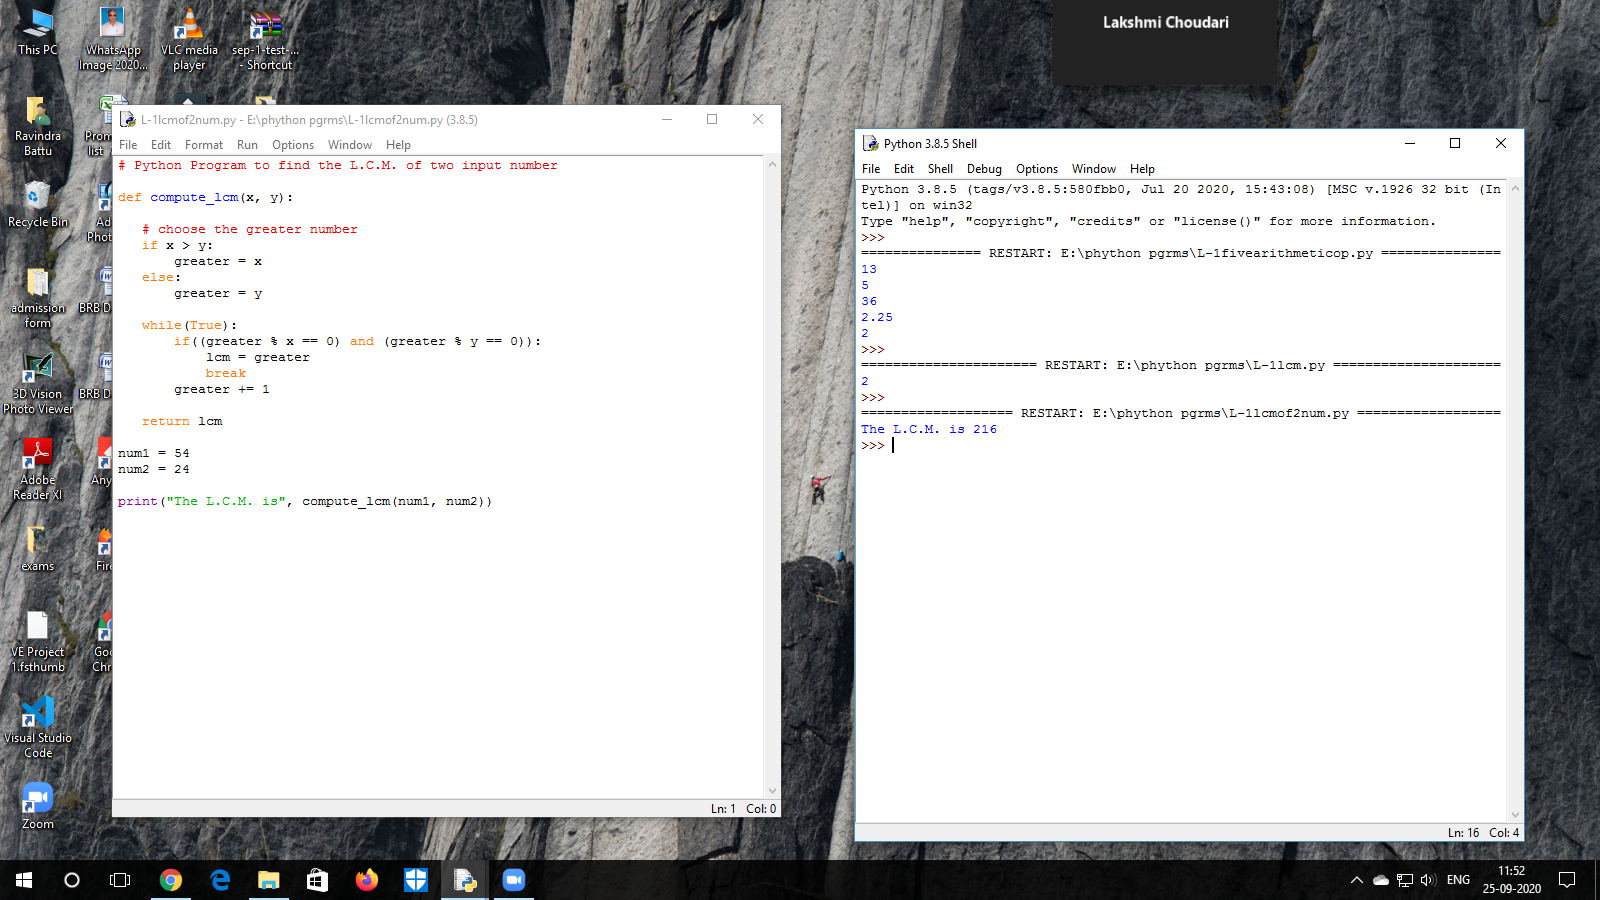 This PC
WhatsApp
Image 2020...
VLC media
player
sep-1-test-...
- Shortcut
Lakshmi Choudari
Ravindra
Battu
Prom
list
Recycle Bin
Ad
Phot
admission
form
BRB D
3D Vision
Photo Viewer
BRB D
Adobe
Reader XI
Any
exams
Fire
VE Project
1.fsthumb
Goo
Chr
Visual Studio
Code
Zoom
L-1lcmof2num.py - E:\phython pgrms\L-1lcmof2num.py (3.8.5)
File Edit Format Run Options Window Help
# Python Program to find the L.C.M. of two input number
def compute_lcm(x, y):
# choose the greater number
if x > y:
greater = x
else:
greater = y
while(True):
if((greater % x == 0) and (greater % y == 0)):
lcm = greater
break
greater += 1
return lcm
num1 = 54
num2 = 24
print("The L.C.M. is", compute_lcm(num1, num2))
Ln: 1 Col: 0
Python 3.8.5 Shell
File Edit Shell Debug Options Window Help
Python 3.8.5 (tags/v3.8.5:580fbb0, Jul 20 2020, 15:43:08) [MSC v.1926 32 bit (In
tel)] on win32
Type "help", "copyright", "credits" or "license()" for more information.
>>>
=============== RESTART: E:\phython pgrms\L-1fivearithmeticop.py ===============
13
5
36
2.25
2
>>>
====================== RESTART: E:\phython pgrms\L-1lcm.py =====================
2
>>>
=================== RESTART: E:\phython pgrms\L-1lcmof2num.py ==================
The L.C.M. is 216
>>>
Ln: 16 Col: 4
ENG
11:52
25-09-2020